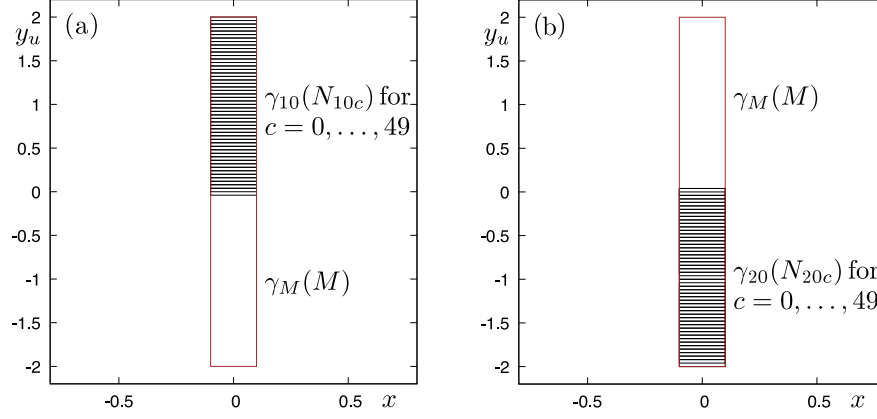 (a)
y_u
2
1.5
1
0.5
0
-0.5
-1
-1.5
-2
γ_10(N_10c) for
c = 0, . . . , 49
γ_M(M)
-0.5
0
0.5
x
(b)
y_u
2
1.5
1
0.5
0
-0.5
-1
-1.5
-2
γ_M(M)
γ_20(N_20c) for
c = 0, . . . , 49
-0.5
0
0.5
x